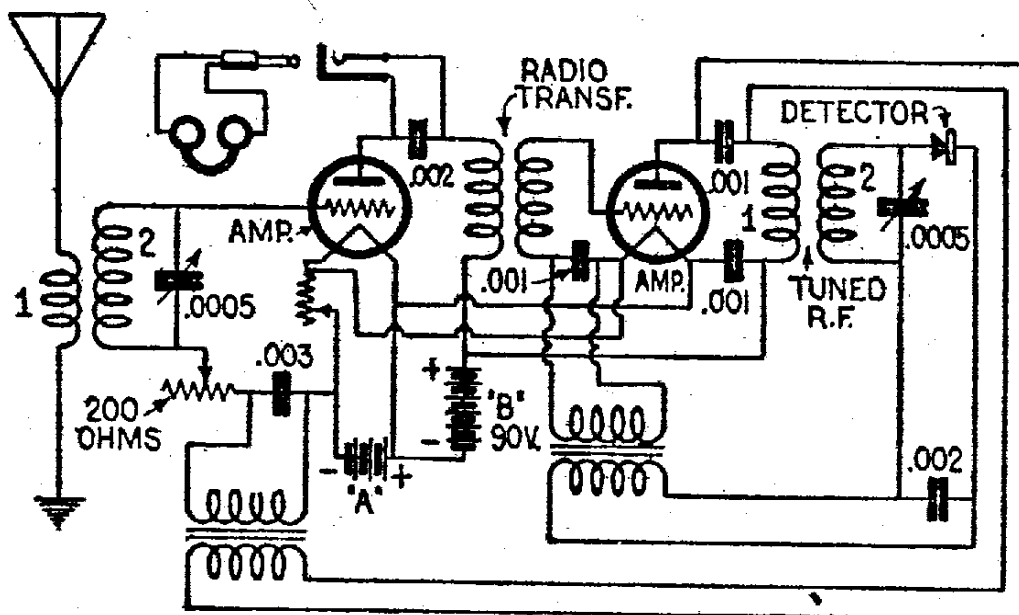 RADIO
TRANSF.
DETECTOR
.002
.001
1
2
AMP.
2
.0005
1
.0005
.001
AMP.
.001
TUNED
R.F.
.003
200
OHMS
+
"B"
90V.
-
-
"A"
+
.002